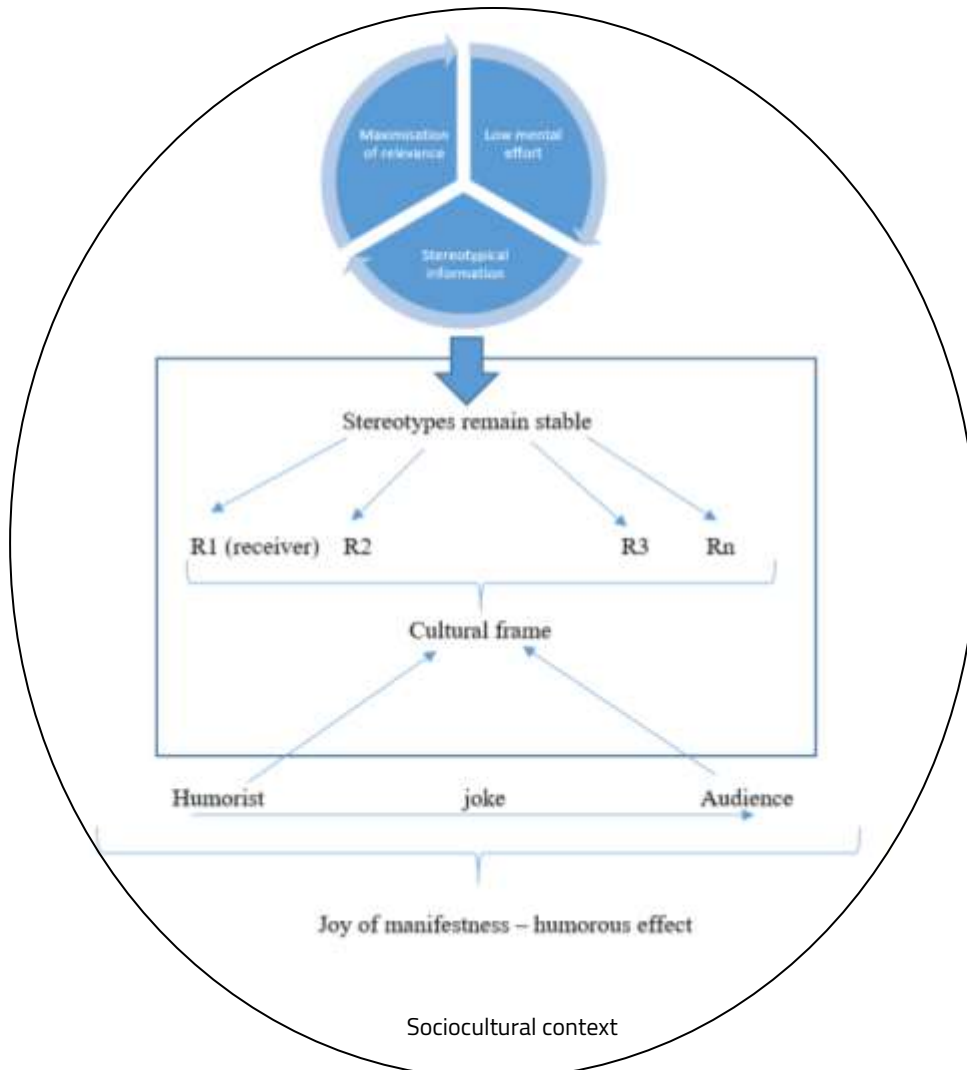 Maximisation
of relevance
Low mental
effort
Stereotypical
information
Stereotypes remain stable
R1 (receiver) R2 R3 Rn
Cultural frame
Humorist joke Audience
Joy of manifestness – humorous effect
Sociocultural context